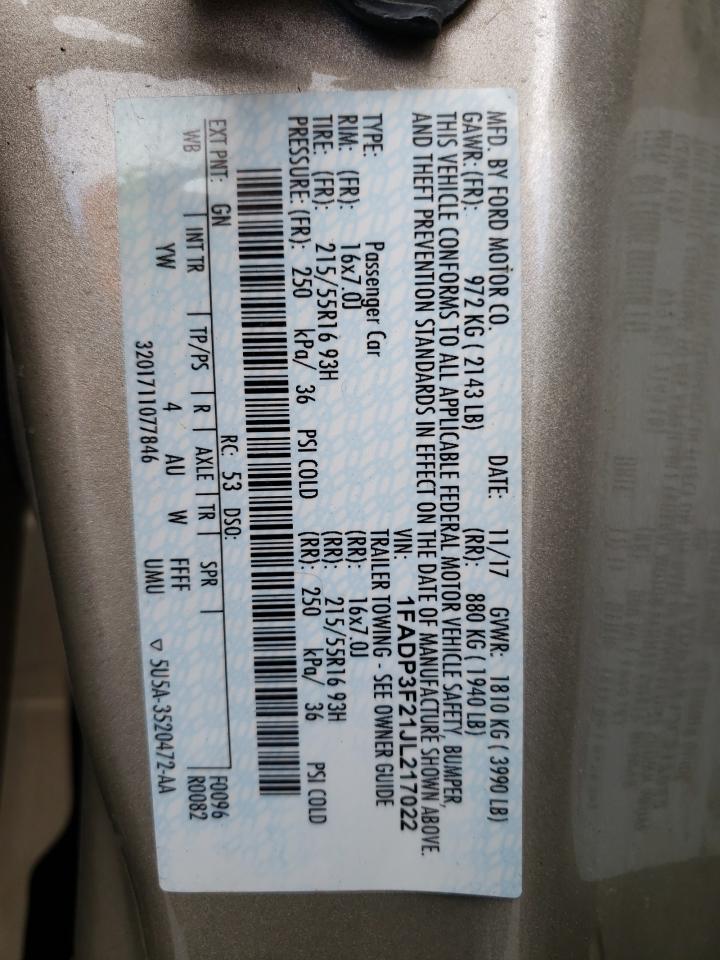 MFD. BY FORD MOTOR CO. DATE: 11/17 GVWR: 1810 KG ( 3990 LB)
GAWR: (FR): 972 KG ( 2143 LB) (RR): 880 KG ( 1940 LB)
THIS VEHICLE CONFORMS TO ALL APPLICABLE FEDERAL MOTOR VEHICLE SAFETY, BUMPER,
AND THEFT PREVENTION STANDARDS IN EFFECT ON THE DATE OF MANUFACTURE SHOWN ABOVE.
VIN: 1FADP3F21JL217022
TYPE: Passenger Car TRAILER TOWING - SEE OWNER GUIDE
RIM: (FR): 16x7.0J (RR): 16x7.0J
TIRE: (FR): 215/55R16 93H (RR): 215/55R16 93H
PRESSURE: (FR): 250 kPa/ 36 PSI COLD (RR): 250 kPa/ 36 PSI COLD
RC: 53 DSO: F0096
EXT PNT: GN R0082
WB | INT TR | TP/PS | R | AXLE | TR | SPR |
YW 4 AU W FFFF
3201711077846 UMU ▽ 5U5A-3520472-AA